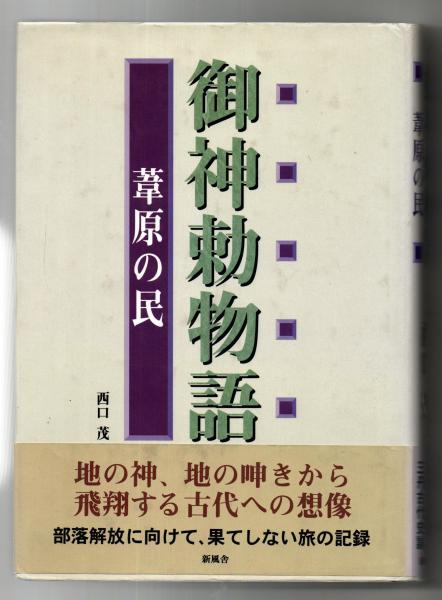 御神勅物語
葦原の民
西口 茂
地の神、地の呻きから
飛翔する古代への想像
部落解放に向けて、果てしない旅の記録
新風舎
葦原の民